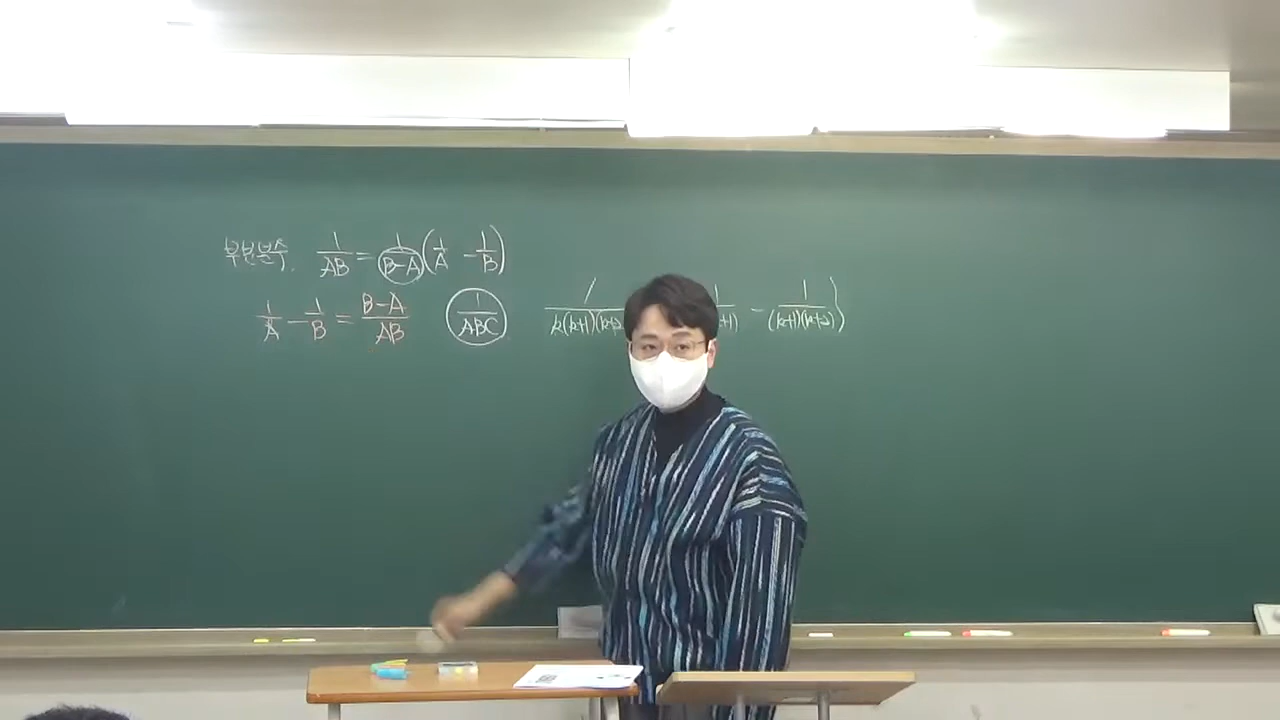 부분분수. 1/AB = 1/(B-A) (1/A - 1/B)
1/A - 1/B = (B-A)/AB 1/ABC 1/(k(k+1)(k+2 1/ +1) - 1/((k+1)(k+2)) )